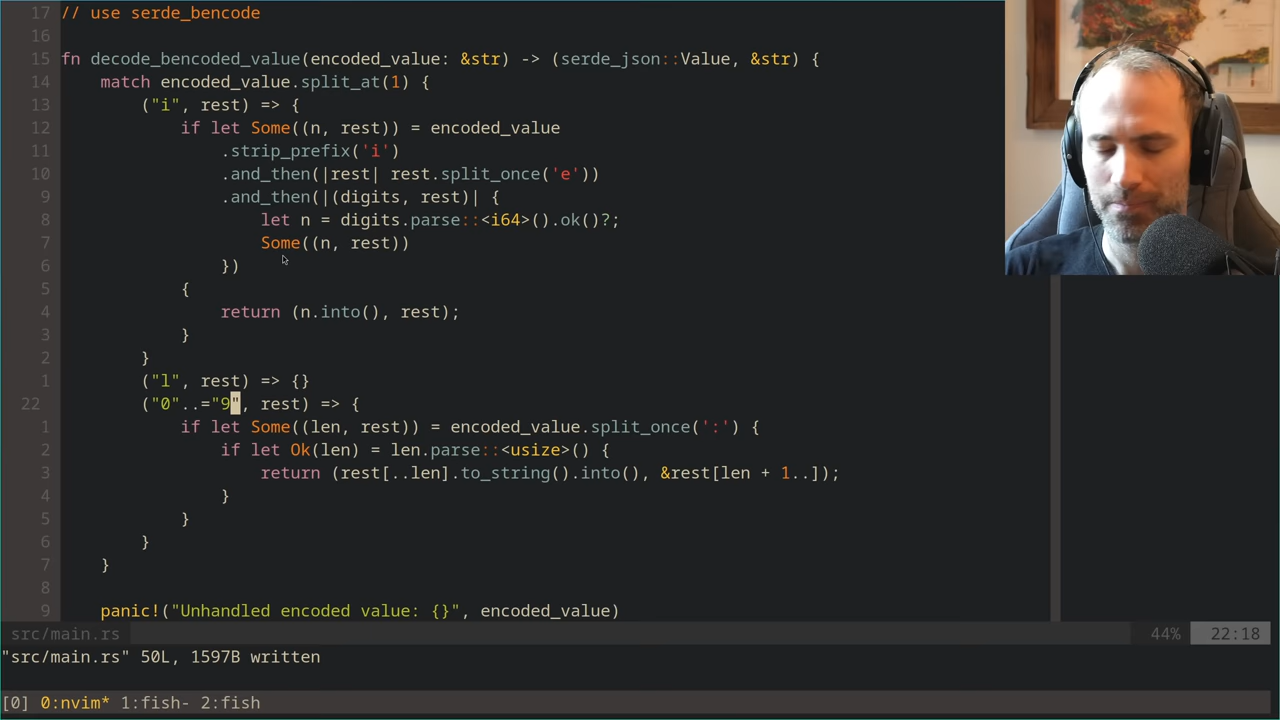 17 // use serde_bencode
16
15 fn decode_bencoded_value(encoded_value: &str) -> (serde_json::Value, &str) {
14     match encoded_value.split_at(1) {
13         ("i", rest) => {
12             if let Some((n, rest)) = encoded_value
11                 .strip_prefix('i')
10                 .and_then(|rest| rest.split_once('e'))
9                 .and_then(|(digits, rest)| {
8                     let n = digits.parse::<i64>().ok()?;
7                     Some((n, rest))
6                 })
5             {
4                 return (n.into(), rest);
3             }
2         }
1         ("l", rest) => {}
22         ("0"..="9", rest) => {
1             if let Some((len, rest)) = encoded_value.split_once(':') {
2                 if let Ok(len) = len.parse::<usize>() {
3                     return (rest[..len].to_string().into(), &rest[len + 1..]);
4                 }
5             }
6         }
7     }
8
9     panic!("Unhandled encoded value: {}", encoded_value)
src/main.rs 44% 22:18
"src/main.rs" 50L, 1597B written
[0] 0:nvim* 1:fish- 2:fish